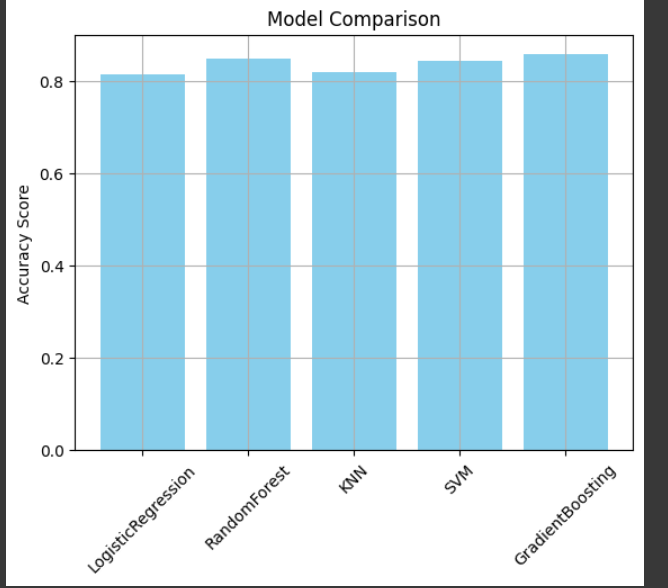 Model Comparison
Accuracy Score
0.8
0.6
0.4
0.2
0.0
LogisticRegression
RandomForest
KNN
SVM
GradientBoosting